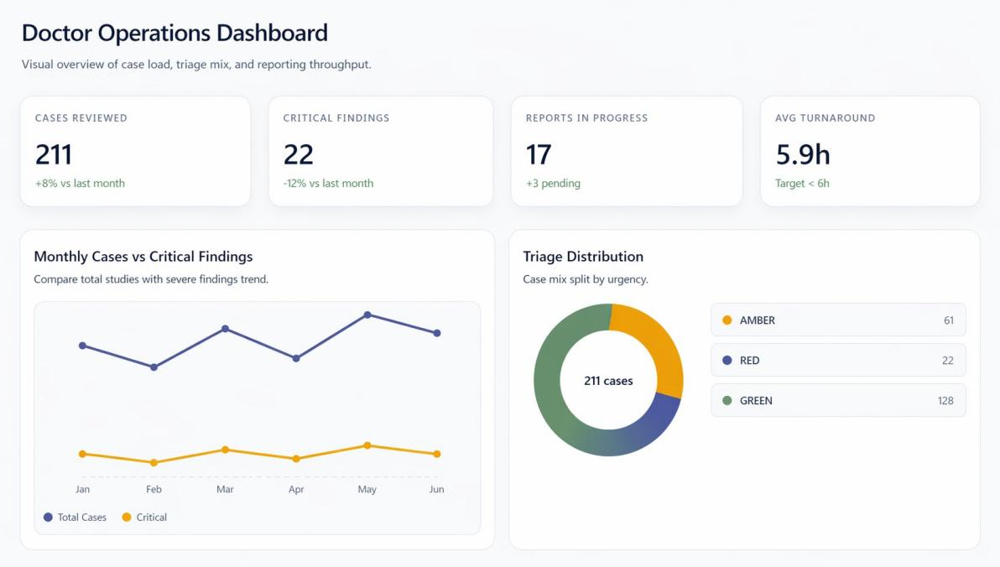 Doctor Operations Dashboard
Visual overview of case load, triage mix, and reporting throughput.
CASES REVIEWED
211
+8% vs last month
CRITICAL FINDINGS
22
-12% vs last month
REPORTS IN PROGRESS
17
+3 pending
AVG TURNAROUND
5.9h
Target < 6h
Monthly Cases vs Critical Findings
Compare total studies with severe findings trend.
Jan Feb Mar Apr May Jun
Total Cases Critical
Triage Distribution
Case mix split by urgency.
211 cases
AMBER 61
RED 22
GREEN 128